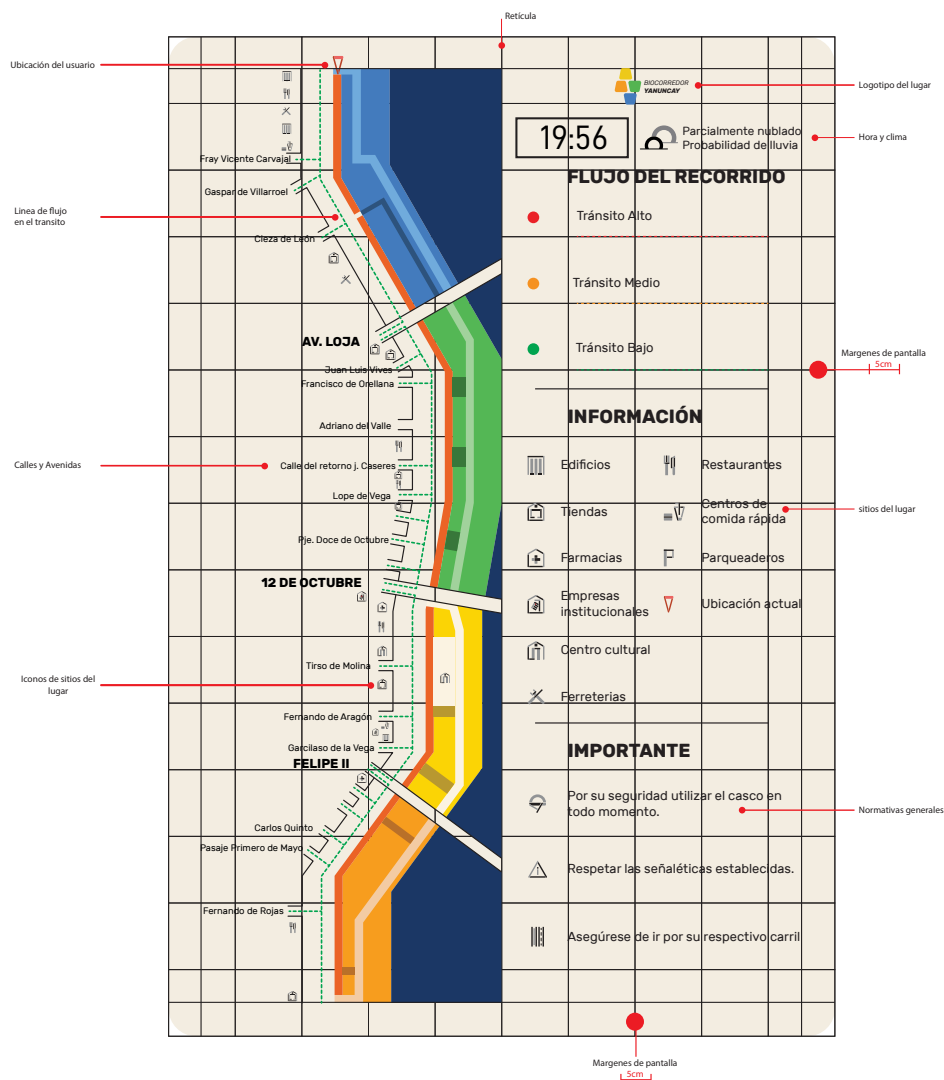 Retícula
Ubicación del usuario
Logotipo del lugar
BIOCORREDOR
YANUNCAY
19:56
Parcialmente nublado
Probabilidad de lluvia
Hora y clima
Fray Vicente Carvajal
FLUJO DEL RECORRIDO
Gaspar de Villarroel
Linea de flujo
en el transito
Tránsito Alto
Cieza de León
Tránsito Medio
AV. LOJA
Tránsito Bajo
Margenes de pantalla
5cm
Juan Luis Vives
Francisco de Orellana
INFORMACIÓN
Adriano del Valle
Calles y Avenidas
Calle del retorno j. Caseres
Edificios
Restaurantes
Lope de Vega
Tiendas
Centros de
comida rápida
sitios del lugar
Pje. Doce de Octubre
Farmacias
Parqueaderos
12 DE OCTUBRE
Empresas
institucionales
Ubicación actual
Centro cultural
Tirso de Molina
Iconos de sitios del
lugar
Ferreterias
Fernando de Aragón
Garcilaso de la Vega
FELIPE II
IMPORTANTE
Por su seguridad utilizar el casco en
todo momento.
Normativas generales
Carlos Quinto
Pasaje Primero de Mayo
Respetar las señaléticas establecidas.
Fernando de Rojas
Asegúrese de ir por su respectivo carril
Margenes de pantalla
5cm